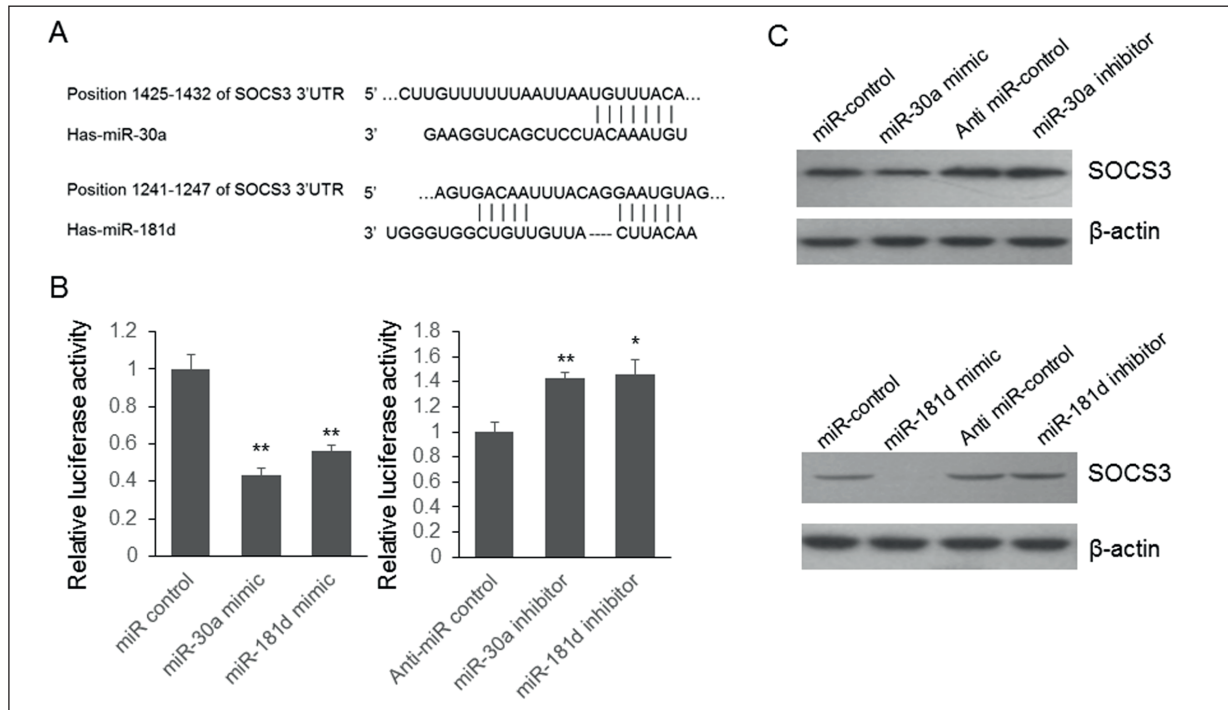 A
Position 1425-1432 of SOCS3 3'UTR 5' ...CUUGUUUUUUAAUUAAUGUUUACA...
Has-miR-30a 3' GAAGGUCAGCUCCUACAAAUGU
Position 1241-1247 of SOCS3 3'UTR 5' ...AGUGACAAUUUACAGGAAUGUAG...
Has-miR-181d 3' UGGGUGGCUGUUGUUA ---- CUUACAA
B
Relative luciferase activity
1.2
1
0.8
0.6
0.4
0.2
0
**
**
miR control
miR-30a mimic
miR-181d mimic
Relative luciferase activity
1.8
1.6
1.4
1.2
1
0.8
0.6
0.4
0.2
0
**
*
Anti-miR control
miR-30a inhibitor
miR-181d inhibitor
C
miR-control
miR-30a mimic
Anti miR-control
miR-30a inhibitor
SOCS3
β-actin
miR-control
miR-181d mimic
Anti miR-control
miR-181d inhibitor
SOCS3
β-actin